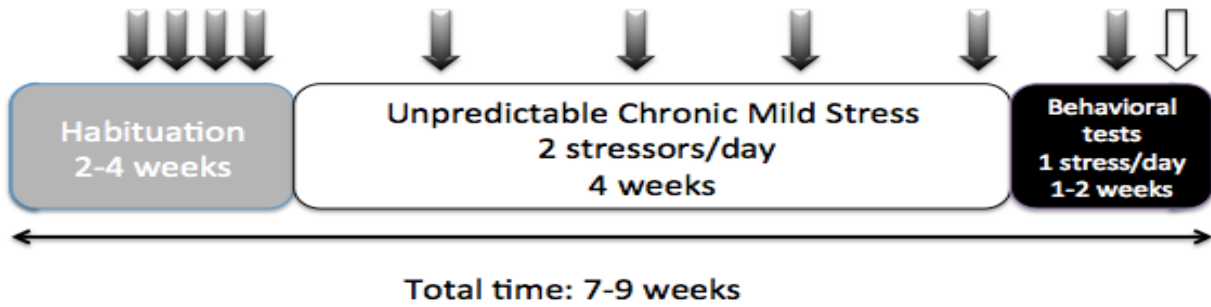 Habituation
2-4 weeks
Unpredictable Chronic Mild Stress
2 stressors/day
4 weeks
Behavioral
tests
1 stress/day
1-2 weeks
Total time: 7-9 weeks